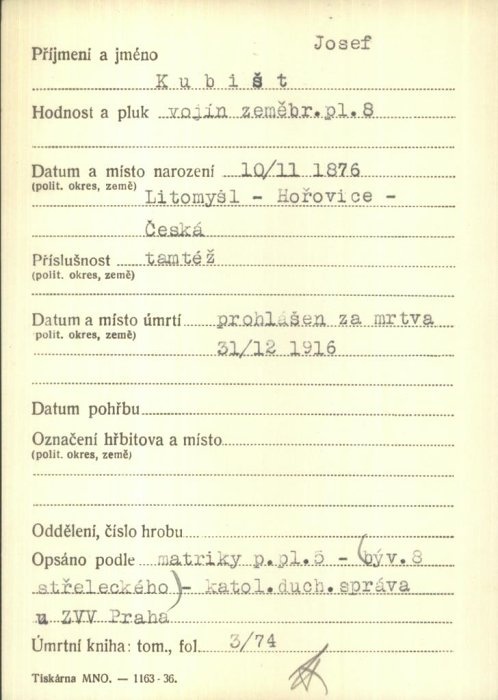 Josef
Příjmení a jméno
Kubišt
Hodnost a pluk vojín zeměbr.pl.8
Datum a místo narození 10/11 1876
(polit. okres, země) Litomyšl - Hořovice -
Česká
Příslušnost tamtéž
(polit. okres, země)
Datum a místo úmrtí prohlášen za mrtva
polit. okres, země) 31/12 1916
Datum pohřbu
Označení hřbitova a místo
(polit. okres, země)
Oddělení, číslo hrobu
Opsáno podle matriky p.pl.5 - (býv.8
střeleckého) - katol.duch.správa
u ZVV Praha
Úmrtní kniha: tom., fol. 3/74
Tiskárna MNO. — 1163-36.